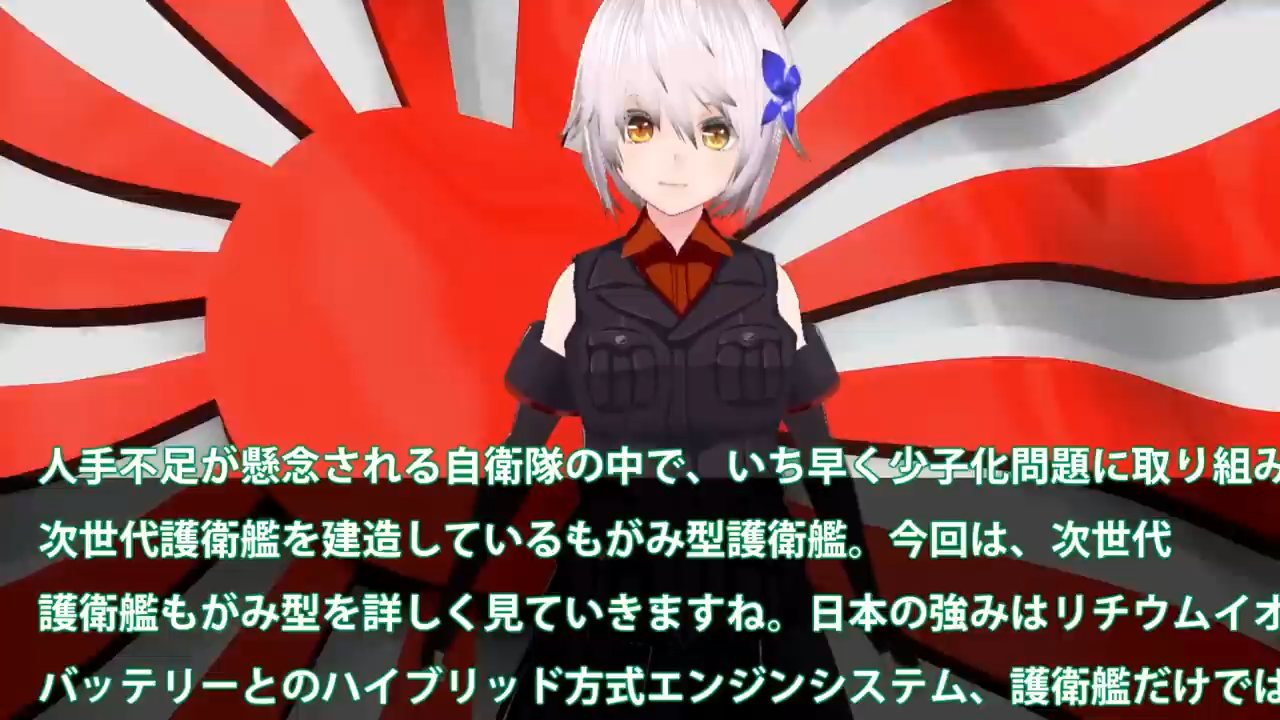 人手不足が懸念される自衛隊の中で、いち早く少子化問題に取り組み
次世代護衛艦を建造しているもがみ型護衛艦。今回は、次世代
護衛艦もがみ型を詳しく見ていきますね。日本の強みはリチウムイオ
バッテリーとのハイブリッド方式エンジンシステム、護衛艦だけでは